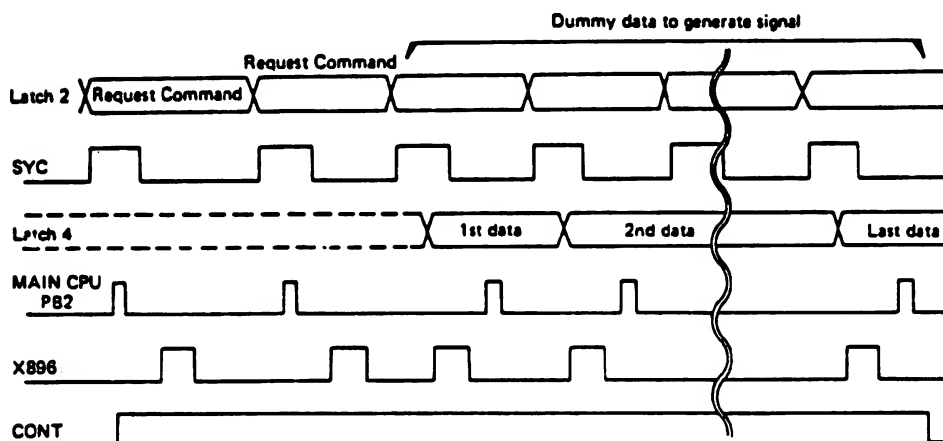 Dummy data to generate signal
Request Command
Latch 2
Request Command
SYC
Latch 4
1st data
2nd data
Last data
MAIN CPU
PB2
X896
CONT